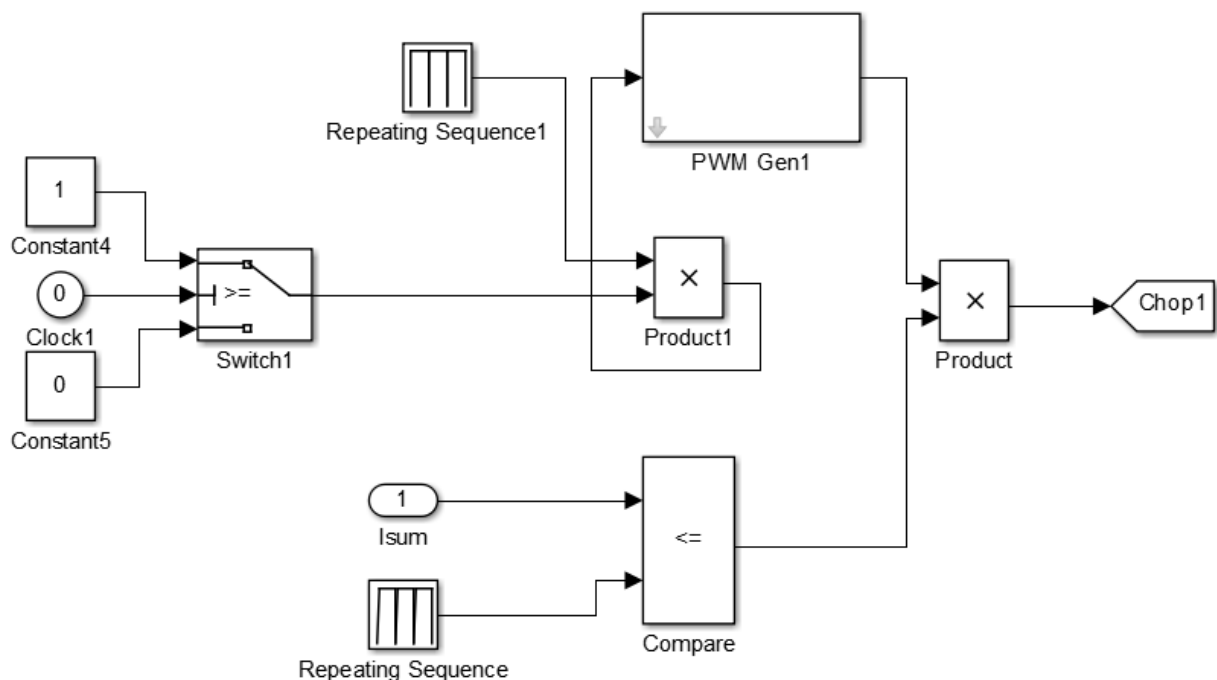 Repeating Sequence1
PWM Gen1
1
Constant4
0
Clock1
>=
Switch1
0
Constant5
×
Product1
×
Product
Chop1
1
Isum
<=
Compare
Repeating Sequence